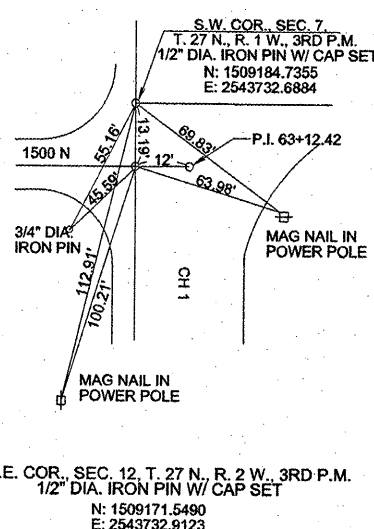 S.W. COR., SEC. 7,
T. 27 N., R. 1 W., 3RD P.M.
1/2" DIA. IRON PIN W/ CAP SET
N: 1509184.7355
E: 2543732.6884
55.16'
13.19'
69.83'
P.I. 63+12.42
1500 N
12'
45.59'
63.98'
3/4" DIA.
IRON PIN
MAG NAIL IN
POWER POLE
112.91'
100.21'
CH 1
MAG NAIL IN
POWER POLE
.E. COR., SEC. 12, T. 27 N., R. 2 W., 3RD P.M.
1/2" DIA. IRON PIN W/ CAP SET
N: 1509171.5490
E: 2543732.9123